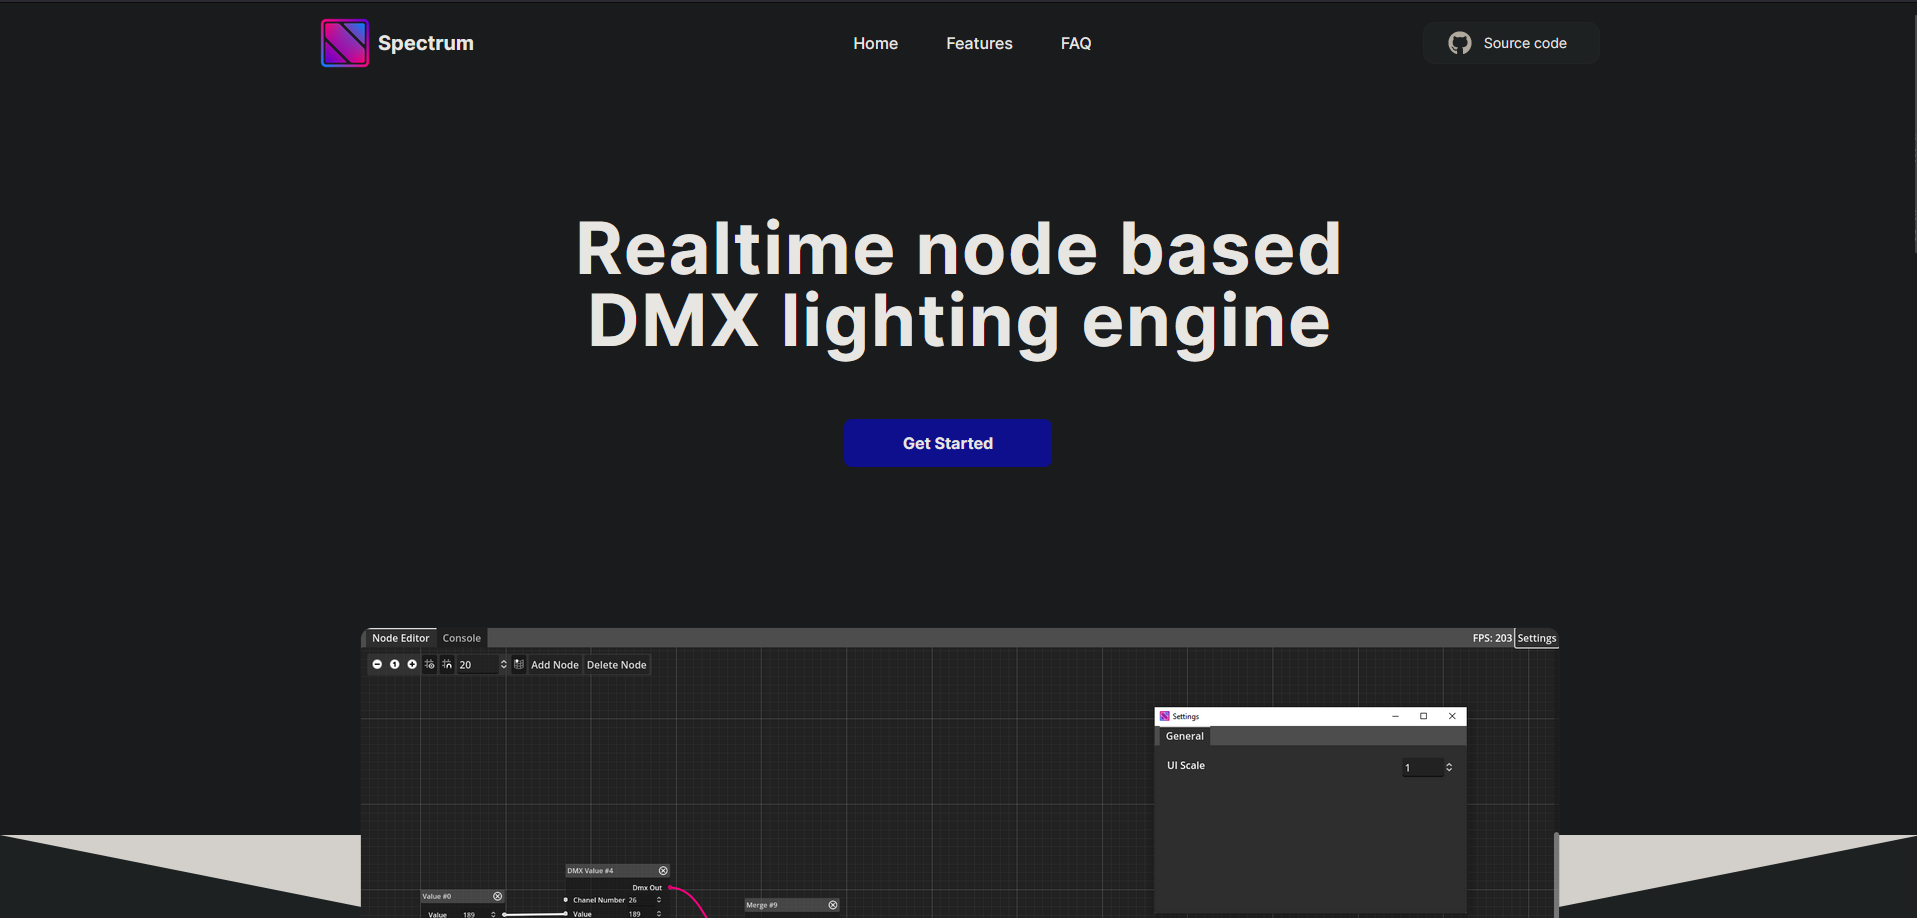 Spectrum
Home
Features
FAQ
Source code
Realtime node based
DMX lighting engine
Get Started
Node Editor
Console
FPS: 203
Settings
20
Add Node
Delete Node
Settings
General
UI Scale
1
DMX Value #4
Dmx Out
Value #0
Chanel Number 26
Merge #9
Value 189
Value 189